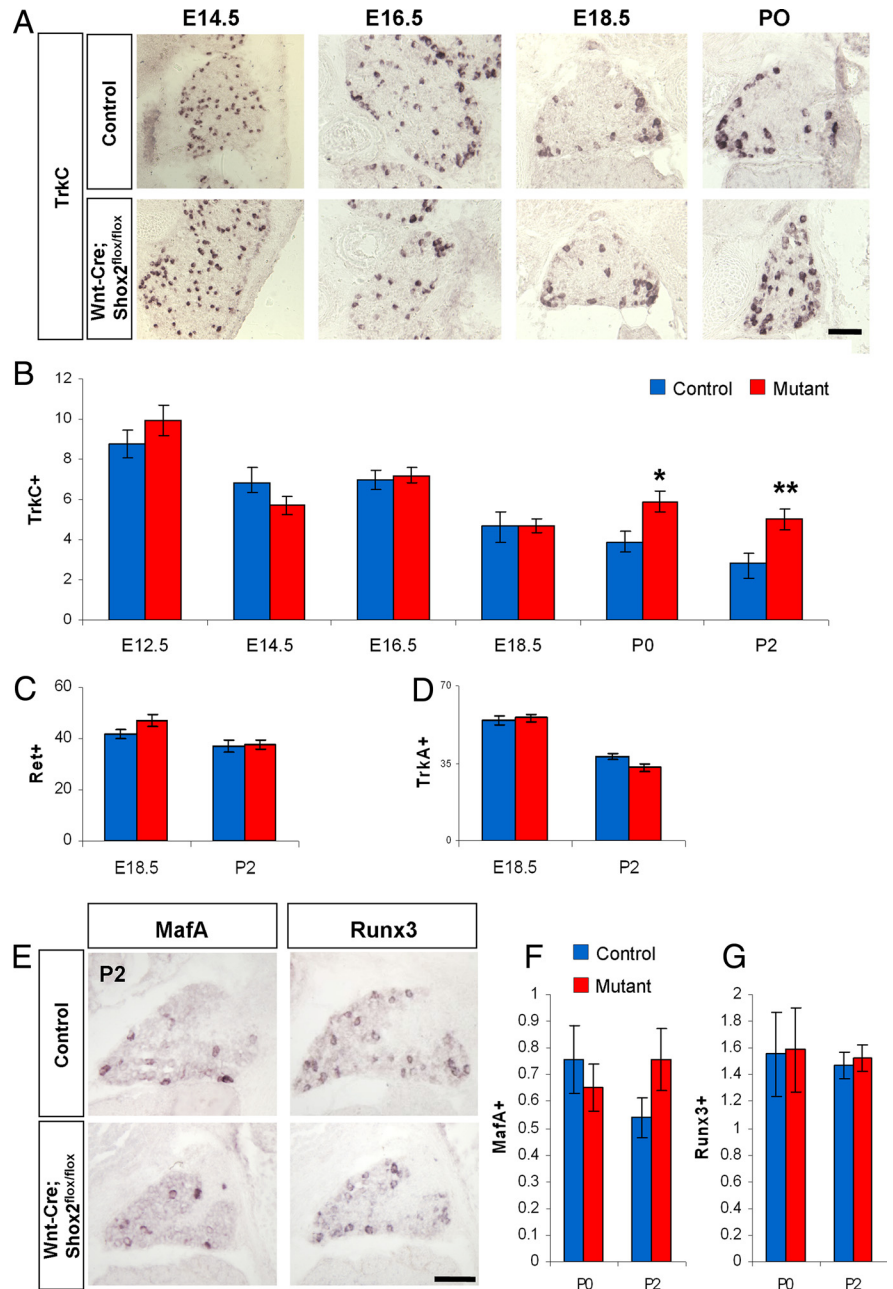 A
E14.5 E16.5 E18.5 PO
TrkC
Control
Wnt-Cre;
Shox2flox/flox
B
12
10
8
6
4
2
0
TrkC+
Control Mutant
* **
E12.5 E14.5 E16.5 E18.5 P0 P2
C
60
40
20
0
Ret+
E18.5 P2
D
70
35
0
TrkA+
E18.5 P2
MafA Runx3
E
P2
Control
Wnt-Cre;
Shox2flox/flox
F
Control
Mutant
1
0.9
0.8
0.7
0.6
0.5
0.4
0.3
0.2
0.1
0
MafA+
P0 P2
G
2
1.8
1.6
1.4
1.2
1
0.8
0.6
0.4
0.2
0
Runx3+
P0 P2